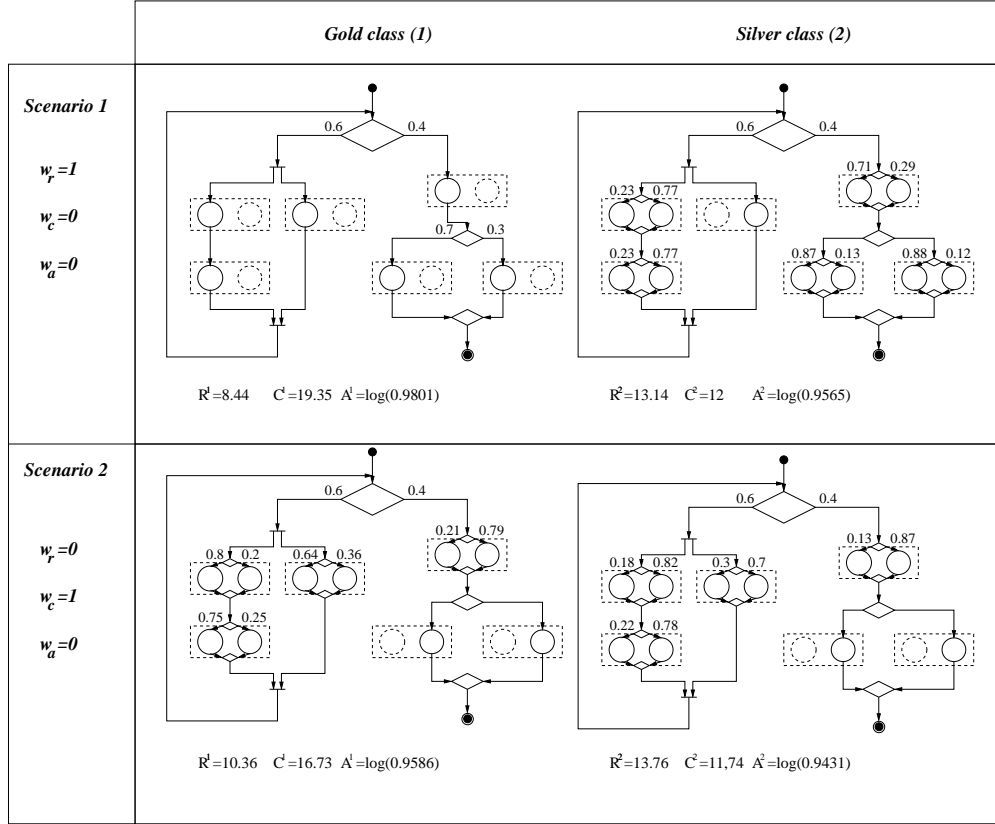 Gold class (1) Silver class (2)
Scenario 1
w_r=1
w_c=0
w_a=0
0.6 0.4
0.7 0.3
R¹=8.44 C¹=19.35 A¹=log(0.9801)
0.6 0.4
0.71 0.29
0.23 0.77
0.23 0.77
0.87 0.13 0.88 0.12
R²=13.14 C²=12 A²=log(0.9565)
Scenario 2
w_r=0
w_c=1
w_a=0
0.6 0.4
0.21 0.79
0.8 0.2 0.64 0.36
0.75 0.25
R¹=10.36 C¹=16.73 A¹=log(0.9586)
0.6 0.4
0.13 0.87
0.18 0.82 0.3 0.7
0.22 0.78
R²=13.76 C²=11,74 A²=log(0.9431)